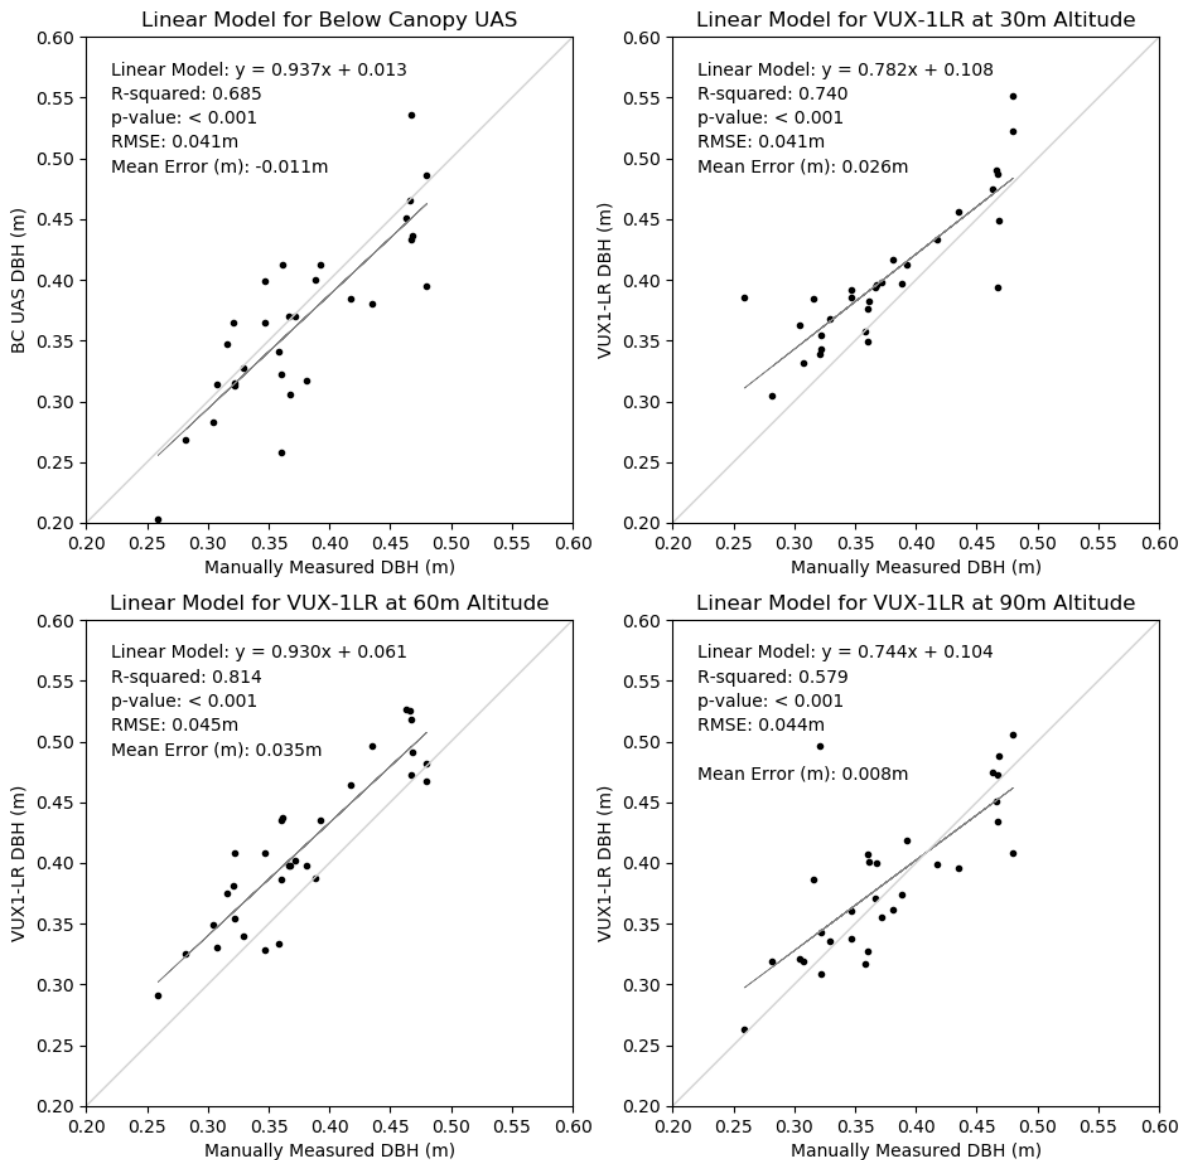 Linear Model for Below Canopy UAS
0.60
0.55
0.50
0.45
0.40
0.35
0.30
0.25
0.20
BC UAS DBH (m)
Linear Model: y = 0.937x + 0.013
R-squared: 0.685
p-value: < 0.001
RMSE: 0.041m
Mean Error (m): -0.011m
0.20 0.25 0.30 0.35 0.40 0.45 0.50 0.55 0.60
Manually Measured DBH (m)
Linear Model for VUX-1LR at 30m Altitude
0.60
0.55
0.50
0.45
0.40
0.35
0.30
0.25
0.20
VUX1-LR DBH (m)
Linear Model: y = 0.782x + 0.108
R-squared: 0.740
p-value: < 0.001
RMSE: 0.041m
Mean Error (m): 0.026m
0.20 0.25 0.30 0.35 0.40 0.45 0.50 0.55 0.60
Manually Measured DBH (m)
Linear Model for VUX-1LR at 60m Altitude
0.60
0.55
0.50
0.45
0.40
0.35
0.30
0.25
0.20
VUX1-LR DBH (m)
Linear Model: y = 0.930x + 0.061
R-squared: 0.814
p-value: < 0.001
RMSE: 0.045m
Mean Error (m): 0.035m
0.20 0.25 0.30 0.35 0.40 0.45 0.50 0.55 0.60
Manually Measured DBH (m)
Linear Model for VUX-1LR at 90m Altitude
0.60
0.55
0.50
0.45
0.40
0.35
0.30
0.25
0.20
VUX1-LR DBH (m)
Linear Model: y = 0.744x + 0.104
R-squared: 0.579
p-value: < 0.001
RMSE: 0.044m
Mean Error (m): 0.008m
0.20 0.25 0.30 0.35 0.40 0.45 0.50 0.55 0.60
Manually Measured DBH (m)